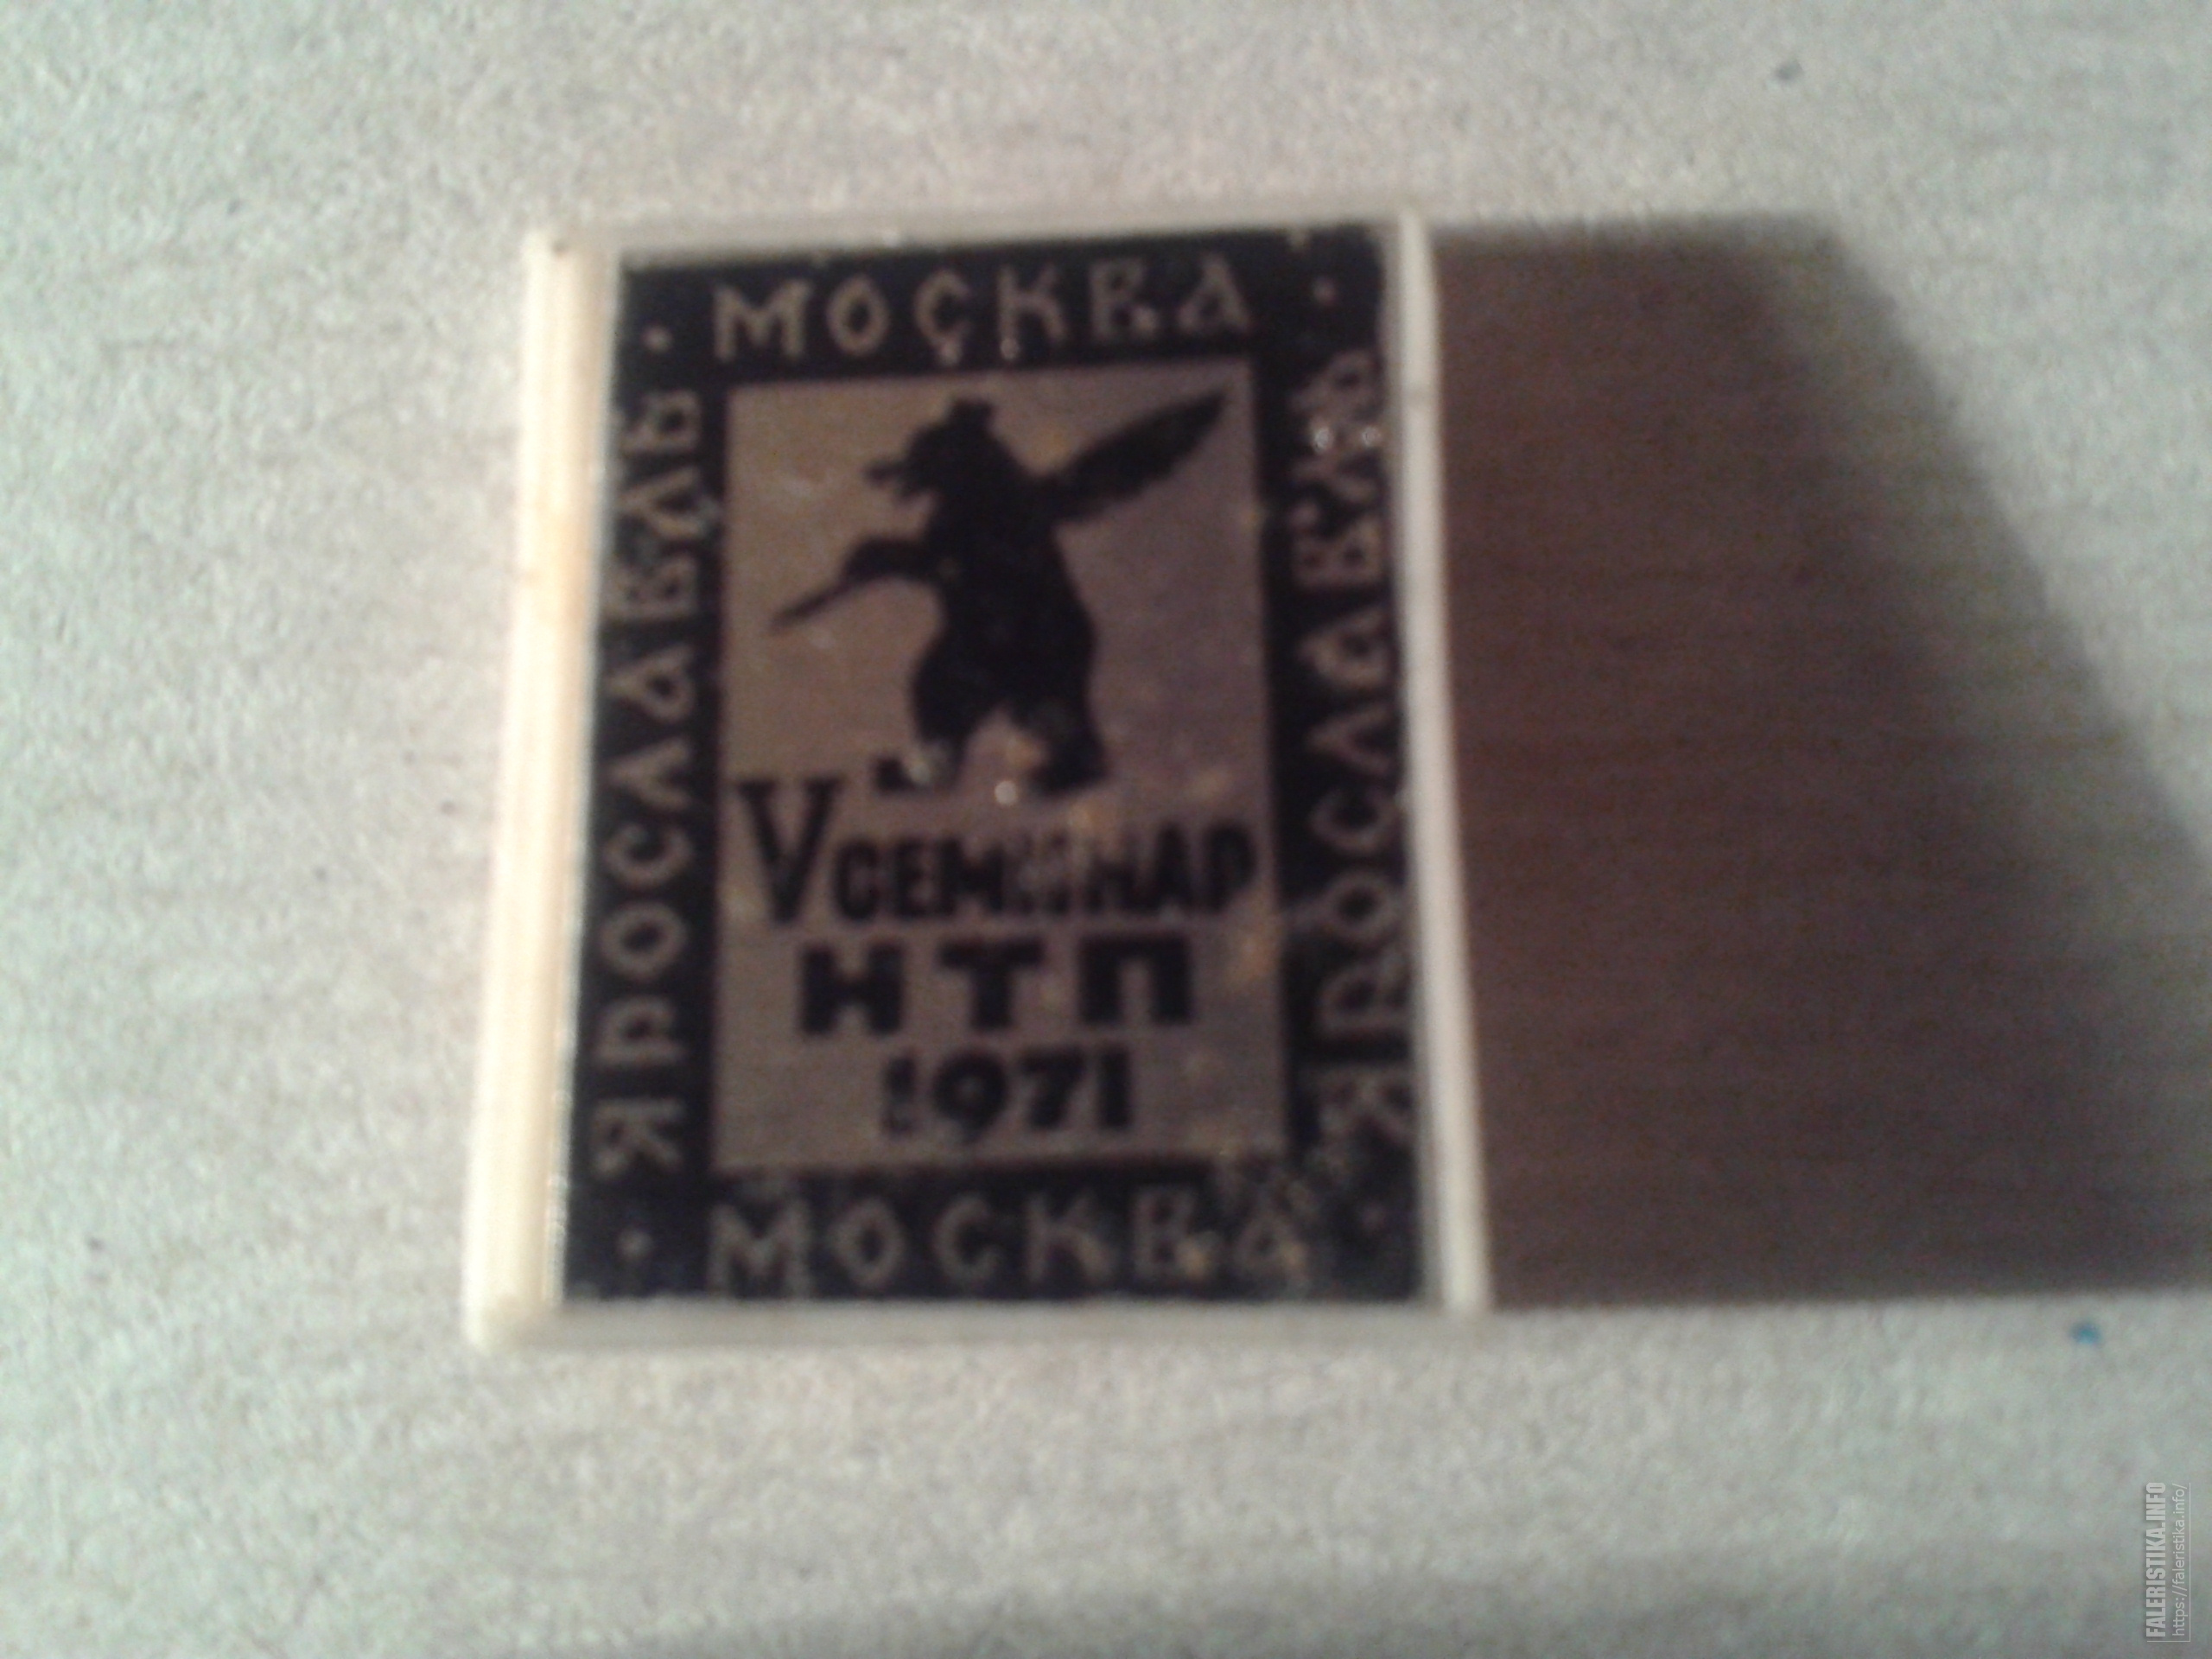 МОСКВА
ЯРОСЛАВЛЬ
ЯРОСЛАВЛЬ
V СЕМИНАР
НТП
1971
МОСКВА
FALERISTIKA.INFO
https://faleristika.info/